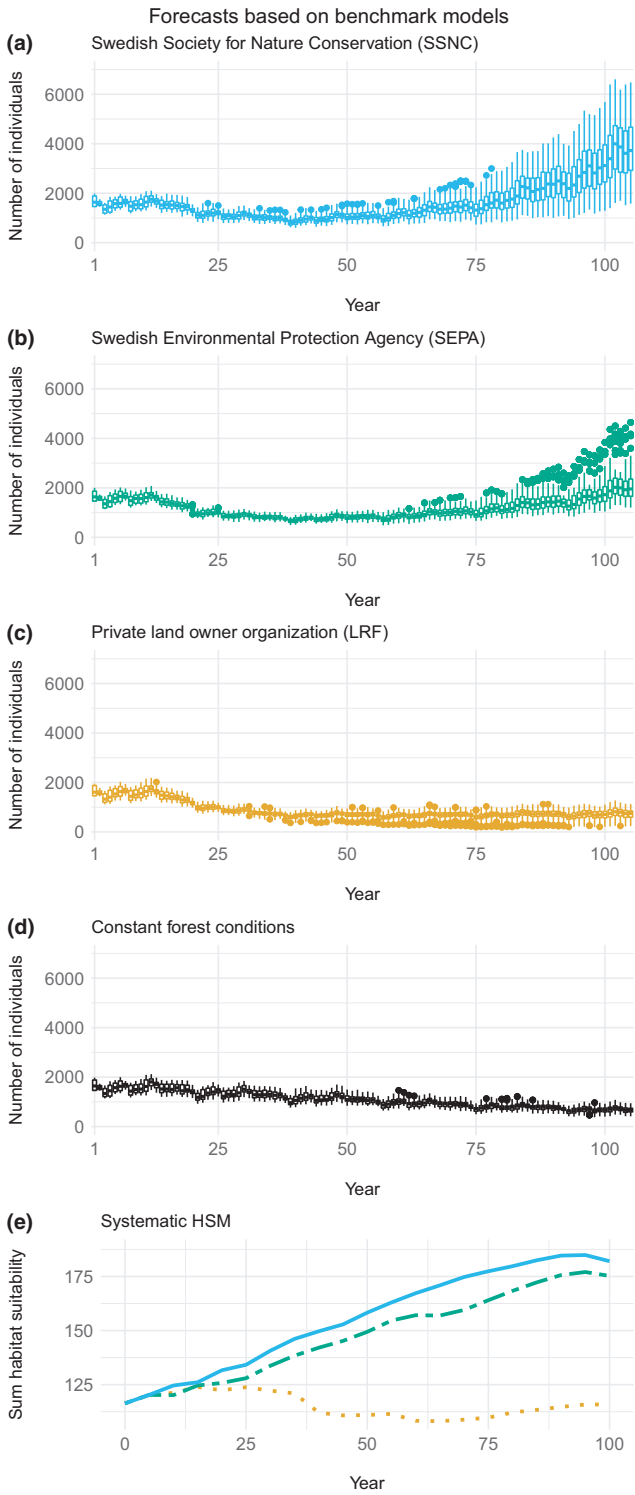 Forecasts based on benchmark models
(a) Swedish Society for Nature Conservation (SSNC)
Number of individuals
6000
4000
2000
0
1 25 50 75 100
Year
(b) Swedish Environmental Protection Agency (SEPA)
Number of individuals
6000
4000
2000
0
1 25 50 75 100
Year
(c) Private land owner organization (LRF)
Number of individuals
6000
4000
2000
0
1 25 50 75 100
Year
(d) Constant forest conditions
Number of individuals
6000
4000
2000
0
1 25 50 75 100
Year
(e) Systematic HSM
Sum habitat suitability
175
150
125
0 25 50 75 100
Year